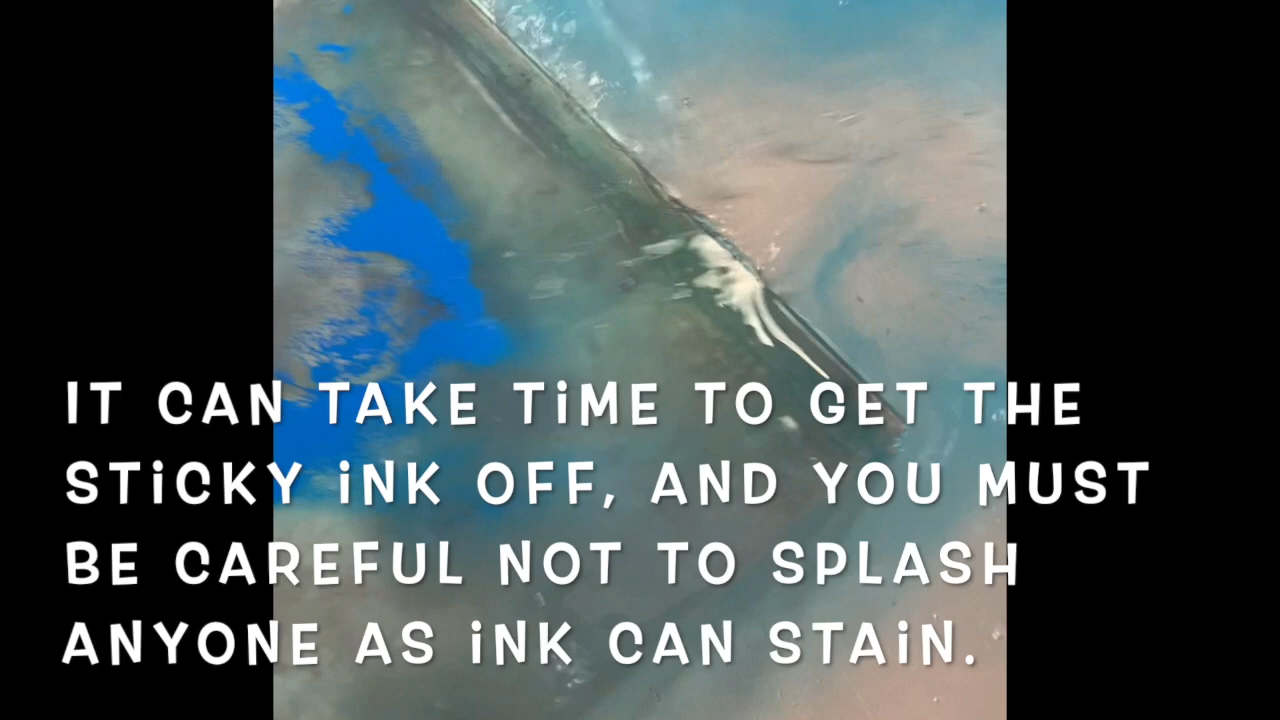 IT CAN TAKE TiME TO GET THE
STiCKY iNK OFF, AND YOU MUST
BE CAREFUL NOT TO SPLASH
ANYONE AS iNK CAN STAiN.